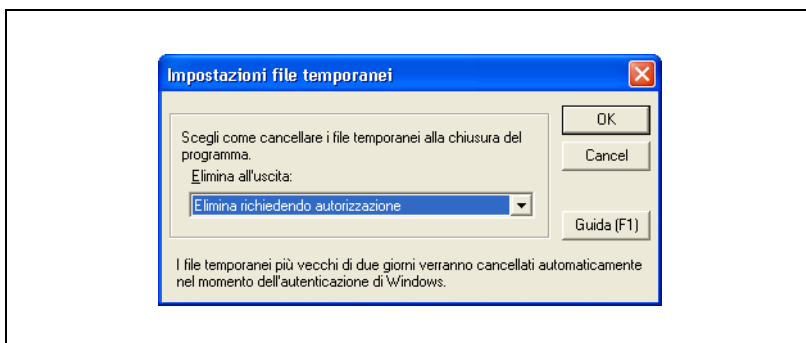 Impostazioni file temporanei
Scegli come cancellare i file temporanei alla chiusura del
programma.
Elimina all'uscita:
Elimina richiedendo autorizzazione
OK
Cancel
Guida (F1)
I file temporanei più vecchi di due giorni verranno cancellati automaticamente
nel momento dell'autenticazione di Windows.